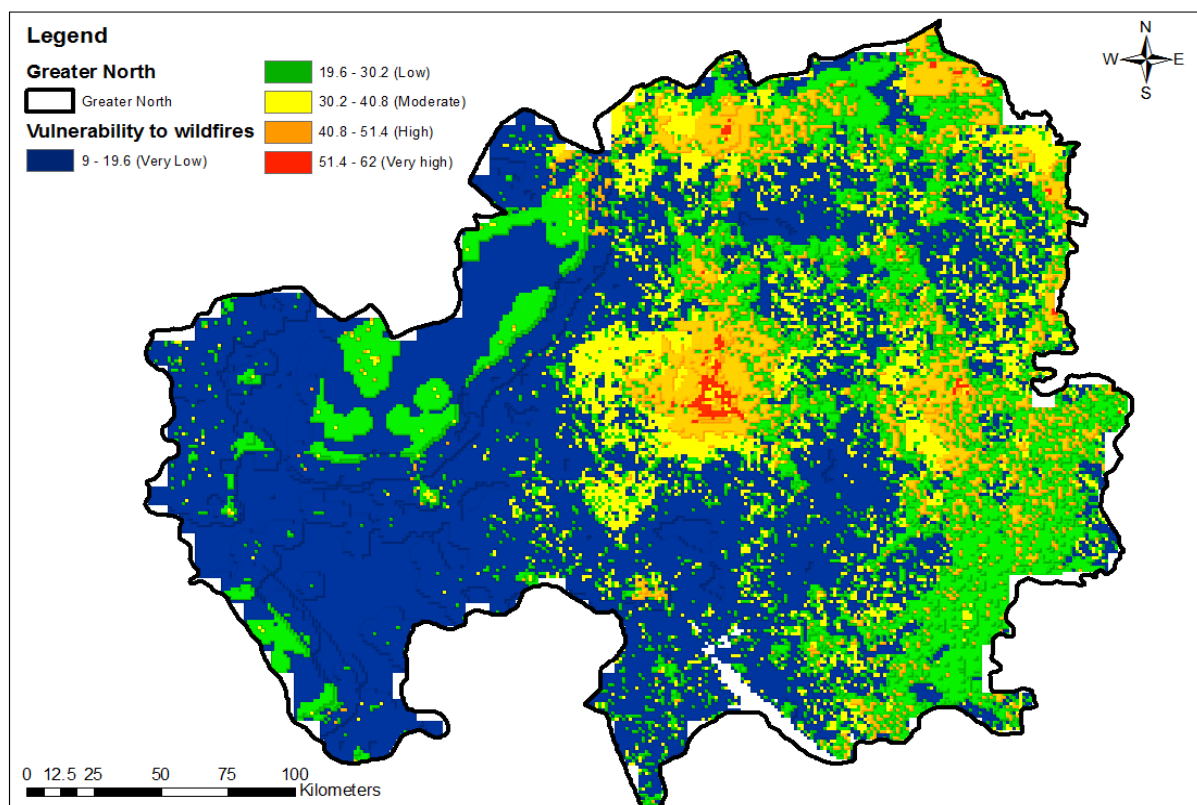 Legend
Greater North
Greater North
Vulnerability to wildfires
9 - 19.6 (Very Low)
19.6 - 30.2 (Low)
30.2 - 40.8 (Moderate)
40.8 - 51.4 (High)
51.4 - 62 (Very high)
N
W E
S
0 12.5 25 50 75 100
Kilometers